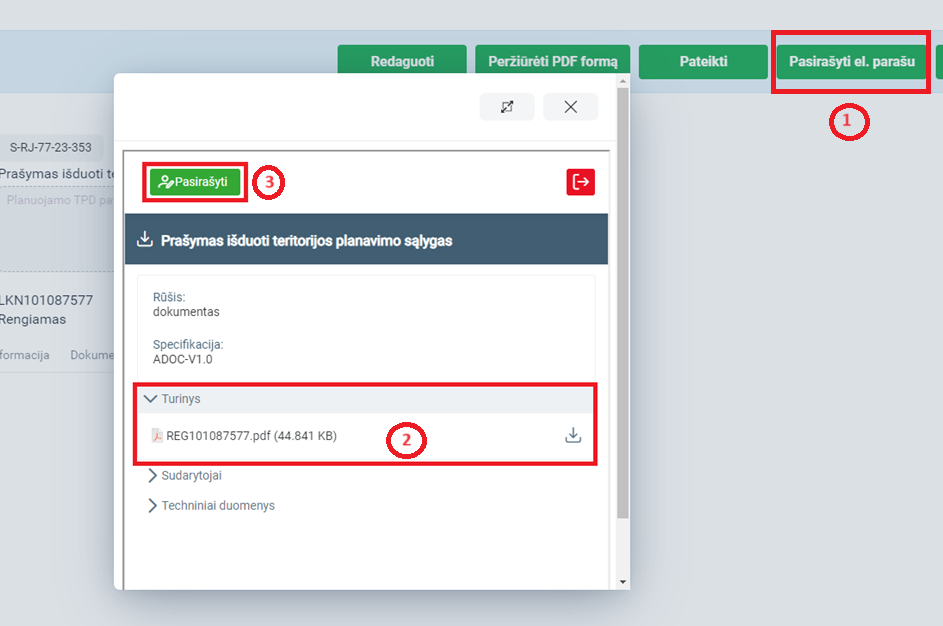 Redaguoti
Peržiūrėti PDF formą
Pateikti
Pasirašyti el. parašu
1
S-RJ-77-23-353
Prašymas išduoti
Planuojamo TPD
LKN101087577
Rengiamas
formacija
Dokume
Pasirašyti
3
Prašymas išduoti teritorijos planavimo sąlygas
Rūšis:
dokumentas
Specifikacija:
ADOC-V1.0
Turinys
REG101087577.pdf (44.841 KB)
2
Sudarytojai
Techniniai duomenys